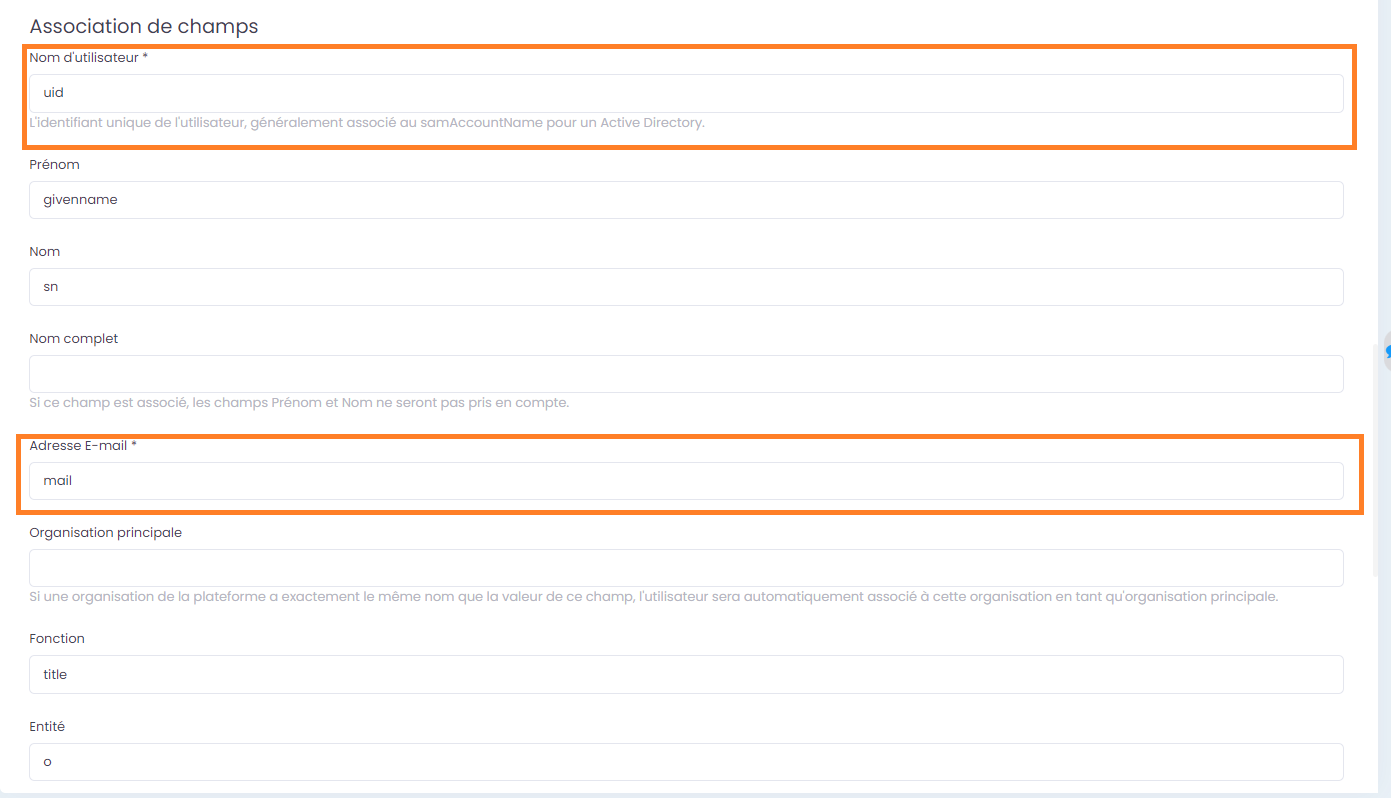 Association de champs
Nom d'utilisateur *
uid
L'identifiant unique de l'utilisateur, généralement associé au samAccountName pour un Active Directory.
Prénom
givenname
Nom
sn
Nom complet
Si ce champ est associé, les champs Prénom et Nom ne seront pas pris en compte.
Adresse E-mail *
mail
Organisation principale
Si une organisation de la plateforme a exactement le même nom que la valeur de ce champ, l'utilisateur sera automatiquement associé à cette organisation en tant qu'organisation principale.
Fonction
title
Entité
o